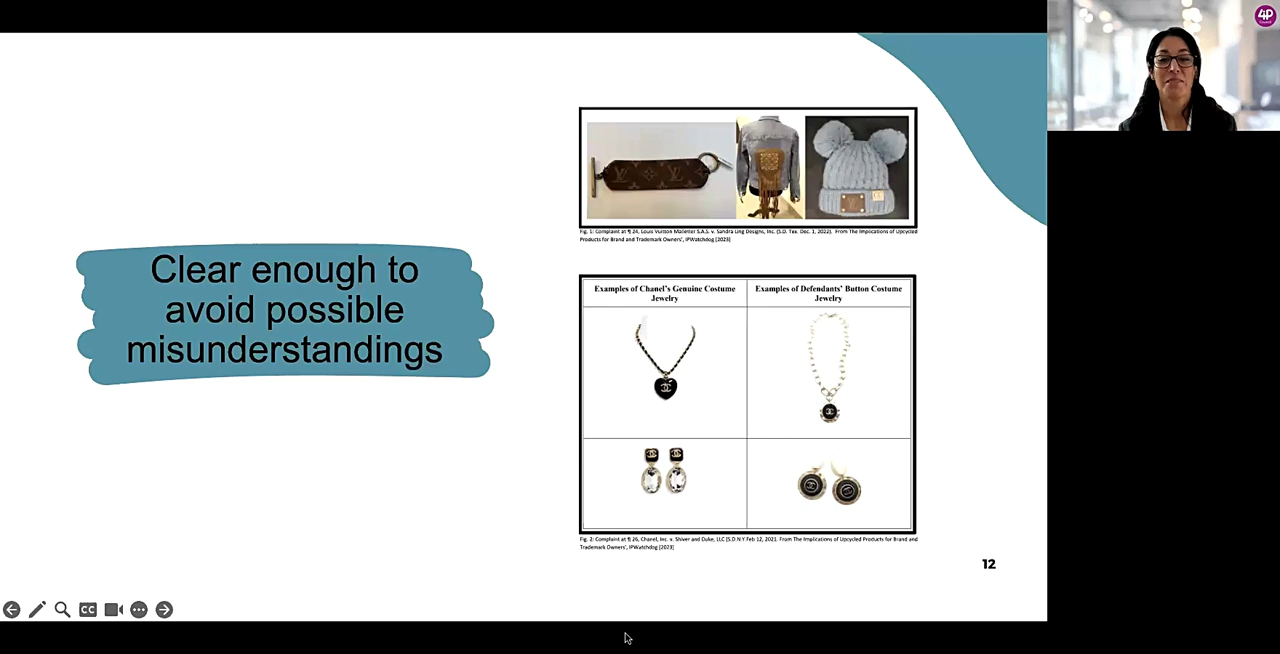 Clear enough to
avoid possible
misunderstandings
Fig. 1: Complaint at ¶ 24, Louis Vuitton Malletier S.A.S. v. Sandra Ling Designs, Inc. (S.D. Tex. Dec. 1, 2022). From The Implications of Upcycled
Products for Brand and Trademark Owners', IPWatchdog [2023]
Examples of Chanel's Genuine Costume
Jewelry
Examples of Defendants' Button Costume
Jewelry
Fig. 2: Complaint at ¶ 26, Chanel, Inc. v. Shiver and Duke, LLC (S.D.N.Y Feb 12, 2021. From The Implications of Upcycled Products for Brand and
Trademark Owners', IPWatchdog [2023]
12
CC
4iP